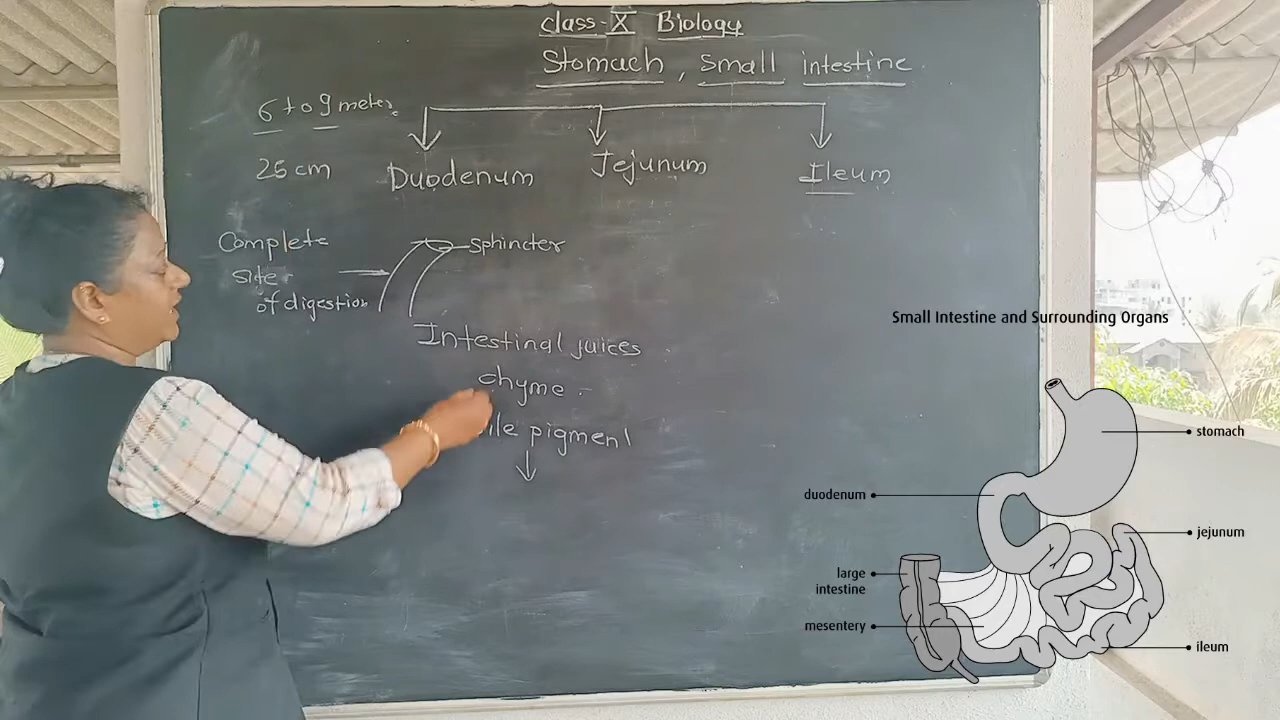 class-X Biology
Stomach, Small intestine
6 to 9 meter
25 cm
Duodenum
Jejunum
Ileum
Complete
site
of digestion
sphincter
Intestinal juices
chyme
pigment
Small Intestine and Surrounding Organs
stomach
duodenum
jejunum
large
intestine
mesentery
ileum